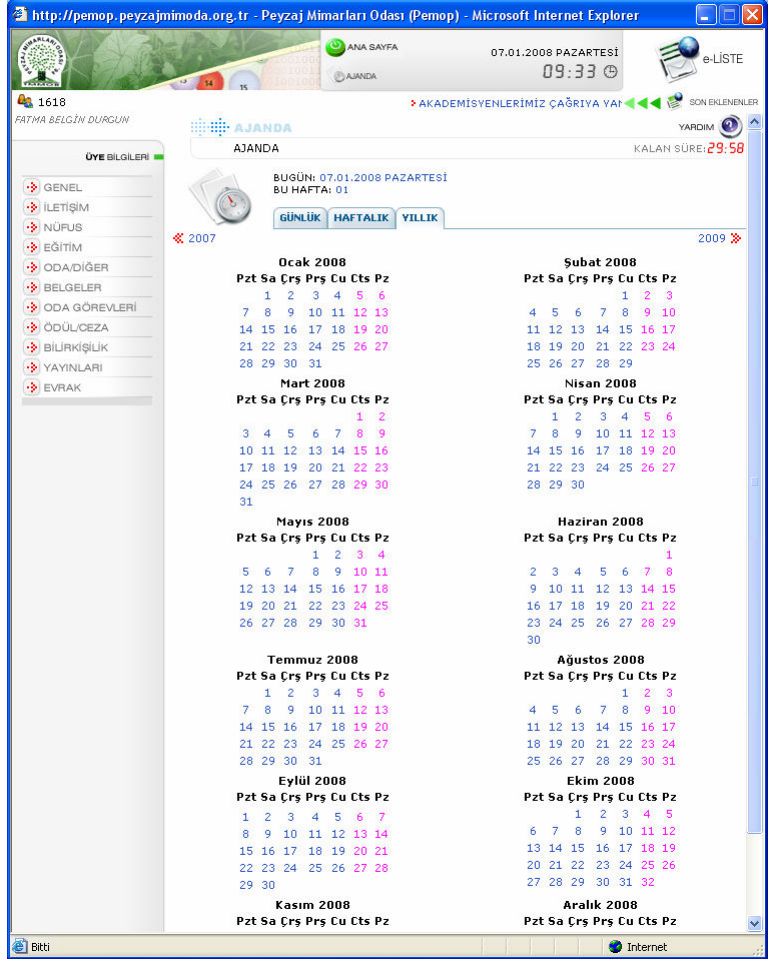 http://pemop.peyzajmimoda.org.tr - Peyzaj Mimarları Odası (Pemop) - Microsoft Internet Explorer
ANA SAYFA
AJANDA
07.01.2008 PAZARTESİ
09:33
e-LİSTE
14
15
1618
FATMA BELGİN DURGUN
AKADEMİSYENLERİMİZ ÇAĞRIYA YAN
SON EKLENENLER
AJANDA
YARDIM
AJANDA
KALAN SÜRE:29:58
ÜYE BİLGİLERİ
GENEL
İLETİŞİM
NÜFUS
EĞİTİM
ODA/DİĞER
BELGELER
ODA GÖREVLERİ
ÖDÜL/CEZA
BİLİRKİŞİLİK
YAYINLARI
EVRAK
BUGÜN: 07.01.2008 PAZARTESİ
BU HAFTA: 01
GÜNLÜK HAFTALIK YILLIK
2007
2009
Ocak 2008
Pzt Sa Çrş Prş Cu Cts Pz
1 2 3 4 5 6
7 8 9 10 11 12 13
14 15 16 17 18 19 20
21 22 23 24 25 26 27
28 29 30 31
Şubat 2008
Pzt Sa Çrş Prş Cu Cts Pz
1 2 3
4 5 6 7 8 9 10
11 12 13 14 15 16 17
18 19 20 21 22 23 24
25 26 27 28 29
Mart 2008
Pzt Sa Çrş Prş Cu Cts Pz
1 2
3 4 5 6 7 8 9
10 11 12 13 14 15 16
17 18 19 20 21 22 23
24 25 26 27 28 29 30
31
Nisan 2008
Pzt Sa Çrş Prş Cu Cts Pz
1 2 3 4 5 6
7 8 9 10 11 12 13
14 15 16 17 18 19 20
21 22 23 24 25 26 27
28 29 30
Mayıs 2008
Pzt Sa Çrş Prş Cu Cts Pz
1 2 3 4
5 6 7 8 9 10 11
12 13 14 15 16 17 18
19 20 21 22 23 24 25
26 27 28 29 30 31
Haziran 2008
Pzt Sa Çrş Prş Cu Cts Pz
1
2 3 4 5 6 7 8
9 10 11 12 13 14 15
16 17 18 19 20 21 22
23 24 25 26 27 28 29
30
Temmuz 2008
Pzt Sa Çrş Prş Cu Cts Pz
1 2 3 4 5 6
7 8 9 10 11 12 13
14 15 16 17 18 19 20
21 22 23 24 25 26 27
28 29 30 31
Ağustos 2008
Pzt Sa Çrş Prş Cu Cts Pz
1 2 3
4 5 6 7 8 9 10
11 12 13 14 15 16 17
18 19 20 21 22 23 24
25 26 27 28 29 30 31
Eylül 2008
Pzt Sa Çrş Prş Cu Cts Pz
1 2 3 4 5 6 7
8 9 10 11 12 13 14
15 16 17 18 19 20 21
22 23 24 25 26 27 28
29 30
Ekim 2008
Pzt Sa Çrş Prş Cu Cts Pz
1 2 3 4 5
6 7 8 9 10 11 12
13 14 15 16 17 18 19
20 21 22 23 24 25 26
27 28 29 30 31 32
Kasım 2008
Pzt Sa Çrş Prş Cu Cts Pz
Aralık 2008
Pzt Sa Çrş Prş Cu Cts Pz
Bitti
Internet